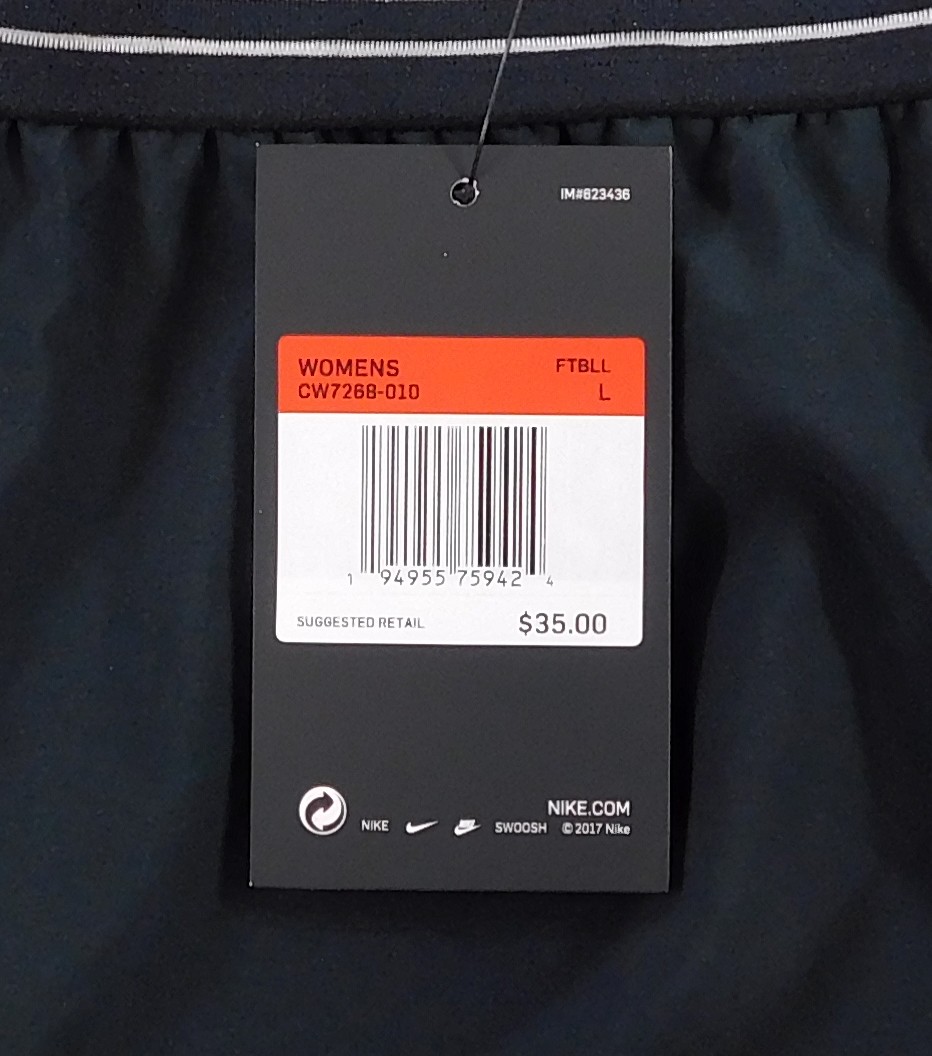 IM#623436
WOMENS FTBLL
CW7268-010 L
1 94955 75942 4
SUGGESTED RETAIL $35.00
NIKE.COM
NIKE SWOOSH © 2017 Nike